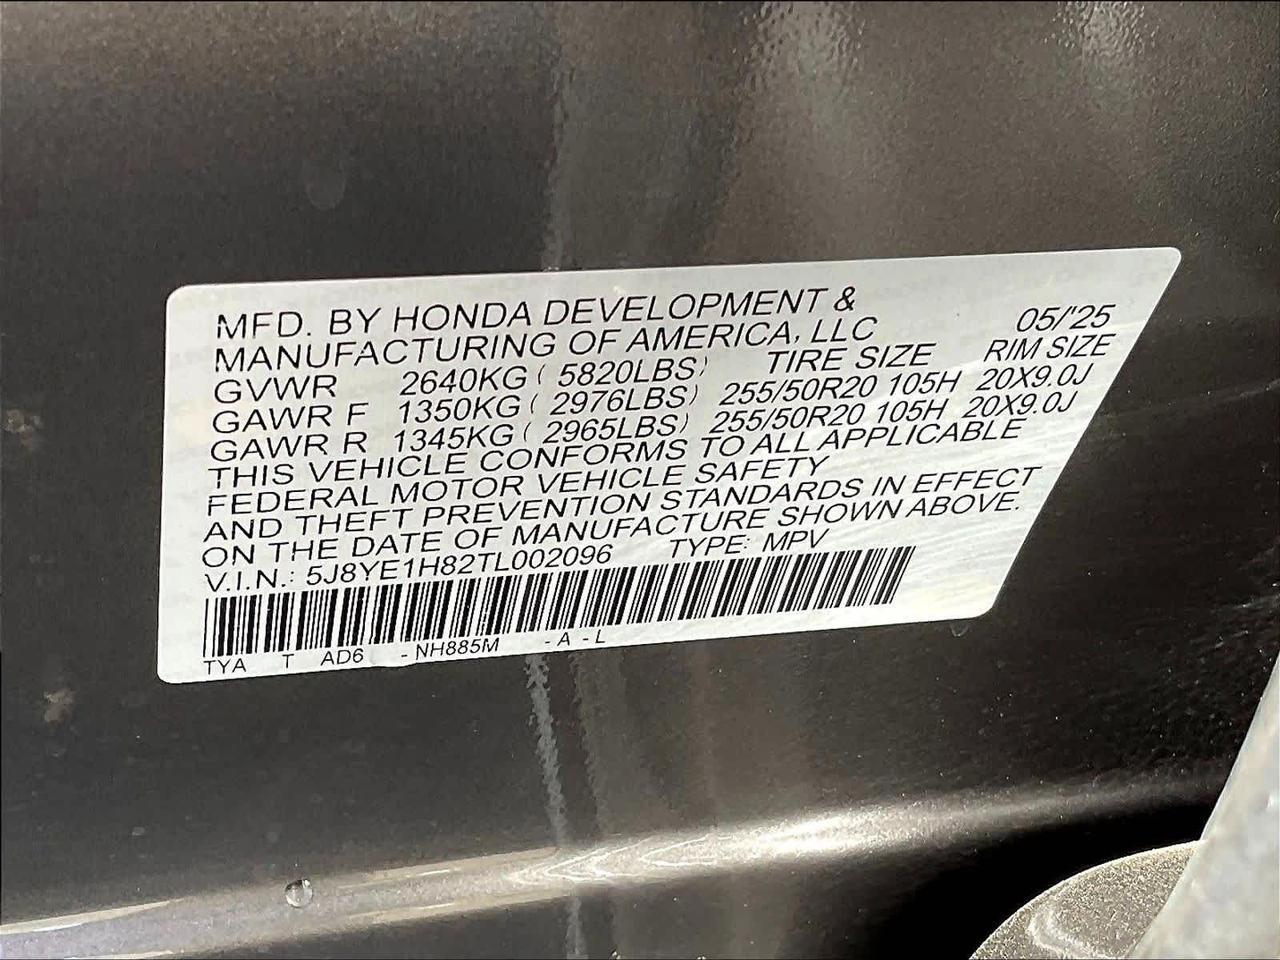 MFD. BY HONDA DEVELOPMENT &
MANUFACTURING OF AMERICA, LLC 05/'25
GVWR 2640KG ( 5820LBS) TIRE SIZE RIM SIZE
GAWR F 1350KG ( 2976LBS) 255/50R20 105H 20X9.0J
GAWR R 1345KG ( 2965LBS) 255/50R20 105H 20X9.0J
THIS VEHICLE CONFORMS TO ALL APPLICABLE
FEDERAL MOTOR VEHICLE SAFETY
AND THEFT PREVENTION STANDARDS IN EFFECT
ON THE DATE OF MANUFACTURE SHOWN ABOVE.
V.I.N.: 5J8YE1H82TL002096 TYPE: MPV
TYA T AD6 - NH885M - A - L